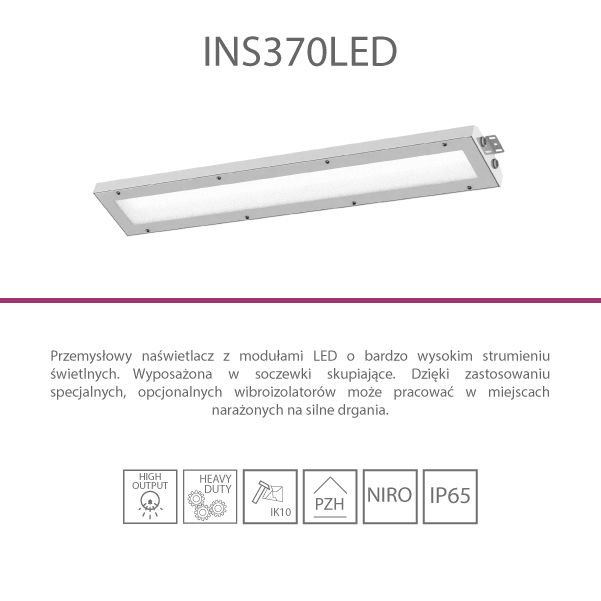 INS370LED
Przemysłowy naświetlacz z modułami LED o bardzo wysokim strumieniu
świetlnych. Wyposażona w soczewki skupiające. Dzięki zastosowaniu
specjalnych, opcjonalnych wibroizolatorów może pracować w miejscach
narażonych na silne drgania.
HIGH
OUTPUT
HEAVY
DUTY
IK10
PZH
NIRO
IP65